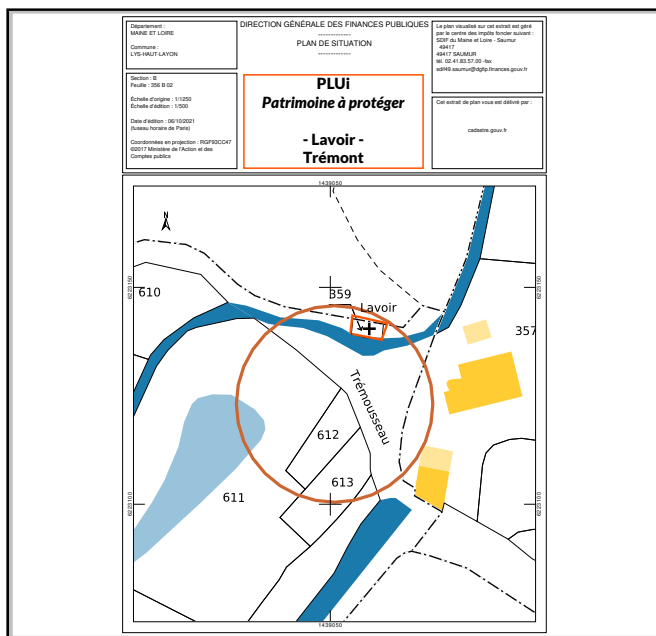 Département :
MAINE ET LOIRE
Commune :
LYS-HAUT-LAYON
Section : B
Feuille : 356 B 02
Échelle d'origine : 1/1250
Échelle d'édition : 1/500
Date d'édition : 06/10/2021
(fuseau horaire de Paris)
Coordonnées en projection : RGF93CC47
©2017 Ministère de l'Action et des
Comptes publics
DIRECTION GÉNÉRALE DES FINANCES PUBLIQUES
-------------
PLAN DE SITUATION
-------------
PLUi
Patrimoine à protéger
- Lavoir -
Trémont
Le plan visualisé sur cet extrait est géré
par le centre des impôts foncier suivant :
SDIF du Maine et Loire - Saumur
49417
49417 SAUMUR
tél. 02.41.83.57.00 -fax
sdif49.saumur@dgfip.finances.gouv.fr
Cet extrait de plan vous est délivré par :
cadastre.gouv.fr
1439050
N
6223150
6223150
610
359
Lavoir
357
Trémousseau
612
613
611
6223100
6223100
1439050